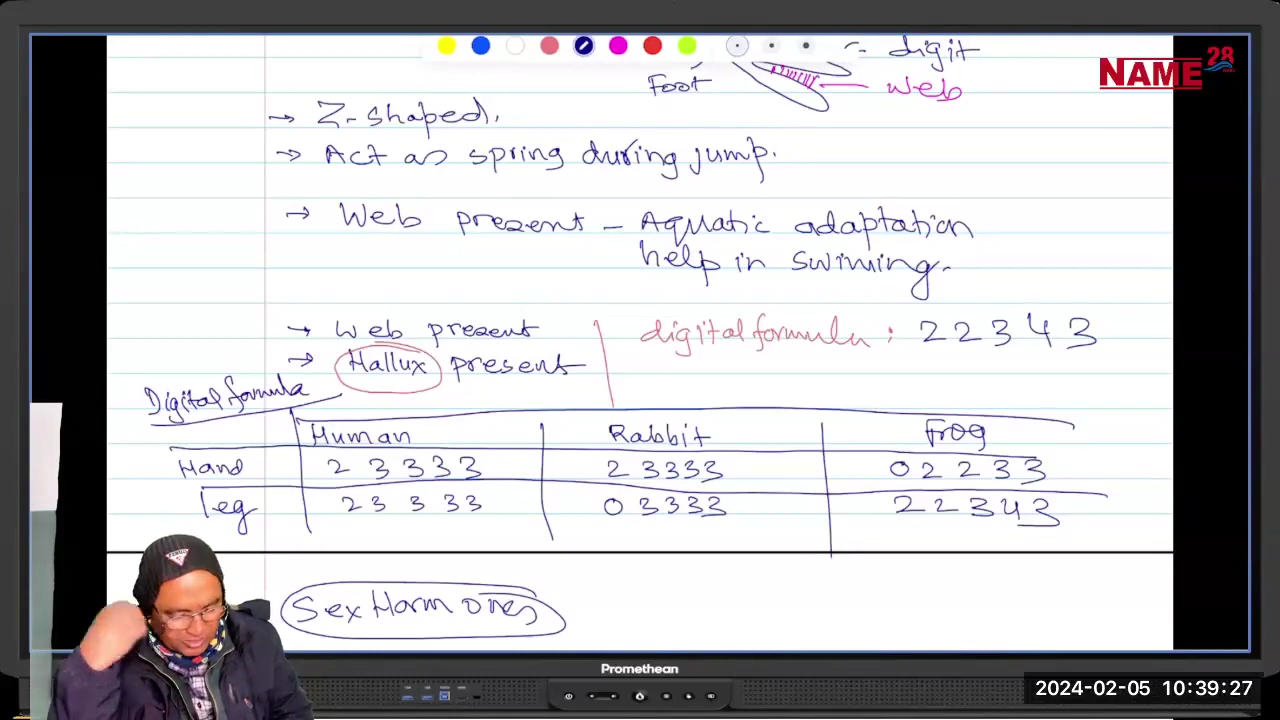 = digit
Foot
web
NAME 28
→ Z-shaped.
→ Act as spring during jump.
→ Web present - Aquatic adaptation
help in swiming.
→ Web present
digital formula : 2 2 3 4 3
→ Hallux present
Digital formula
Human Rabbit Frog
Hand 2 3 3 3 3 2 3 3 3 3 0 2 2 3 3
leg 2 3 3 3 3 0 3 3 3 3 2 2 3 4 3
Sex Hormones
Promethean
2024-02-05 10:39:27